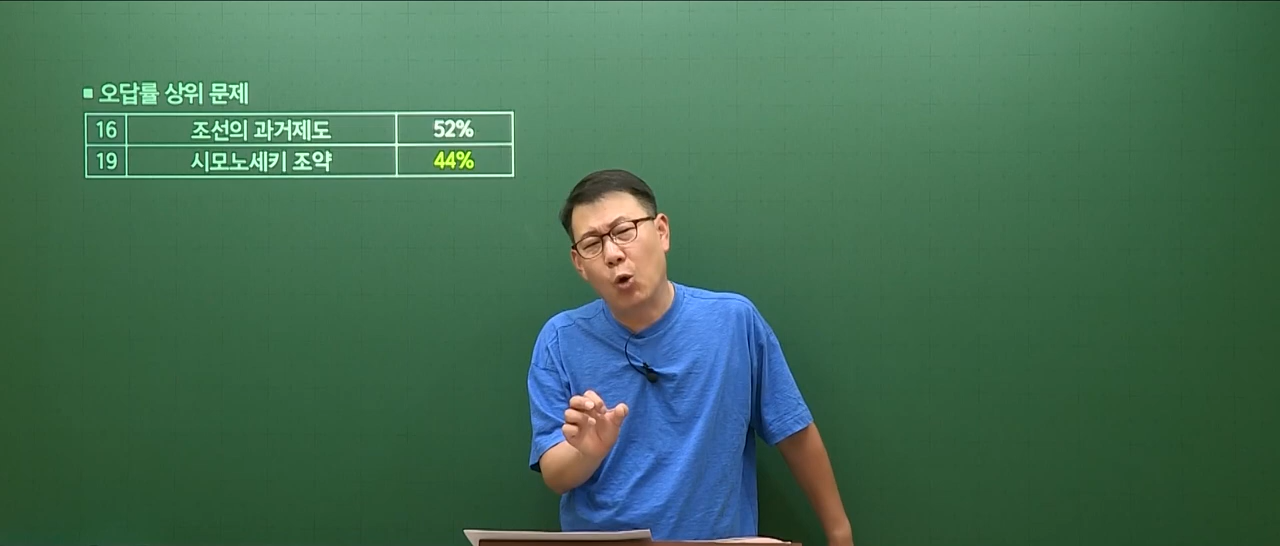 ■ 오답률 상위 문제
16 조선의 과거제도 52%
19 시모노세키 조약 44%